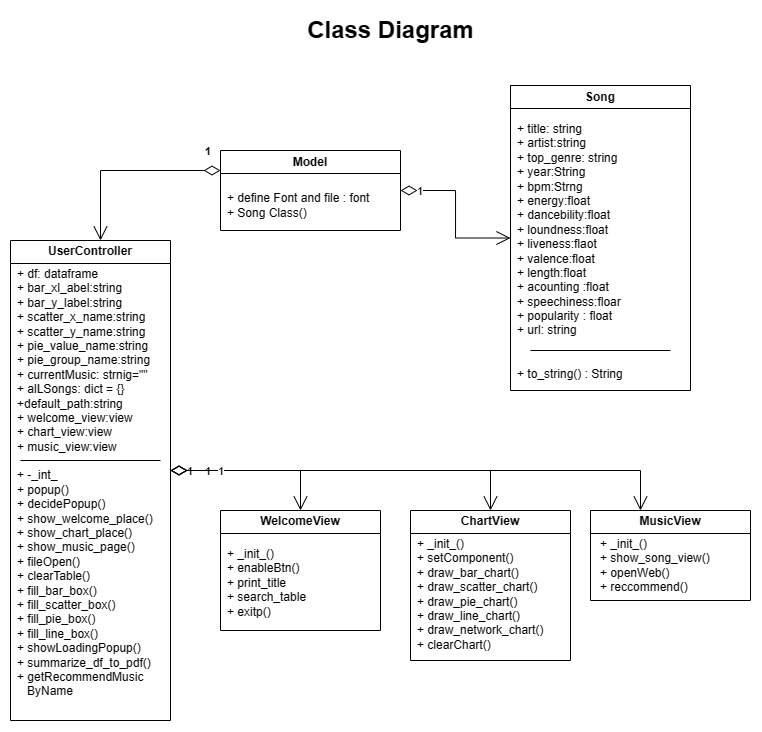 Class Diagram
Song
+ title: string
+ artist:string
+ top_genre: string
+ year:String
+ bpm:Strng
+ energy:float
+ dancebility:float
+ loundness:float
+ liveness:flaot
+ valence:float
+ length:float
+ acounting :float
+ speechiness:floar
+ popularity : float
+ url: string
+ to_string() : String
1
Model
+ define Font and file : font
+ Song Class()
1
UserController
+ df: dataframe
+ bar_xl_abel:string
+ bar_y_label:string
+ scatter_x_name:string
+ scatter_y_name:string
+ pie_value_name:string
+ pie_group_name:string
+ currentMusic: strnig=""
+ alLSongs: dict = {}
+default_path:string
+ welcome_view:view
+ chart_view:view
+ music_view:view
+ -_int_
+ popup()
+ decidePopup()
+ show_welcome_place()
+ show_chart_place()
+ show_music_page()
+ fileOpen()
+ clearTable()
+ fill_bar_box()
+ fill_scatter_box()
+ fill_pie_box()
+ fill_line_box()
+ showLoadingPopup()
+ summarize_df_to_pdf()
+ getRecommendMusic
ByName
1 1 1
WelcomeView
+ _init_()
+ enableBtn()
+ print_title
+ search_table
+ exitp()
ChartView
+ _init_()
+ setComponent()
+ draw_bar_chart()
+ draw_scatter_chart()
+ draw_pie_chart()
+ draw_line_chart()
+ draw_network_chart()
+ clearChart()
MusicView
+ _init_()
+ show_song_view()
+ openWeb()
+ reccommend()